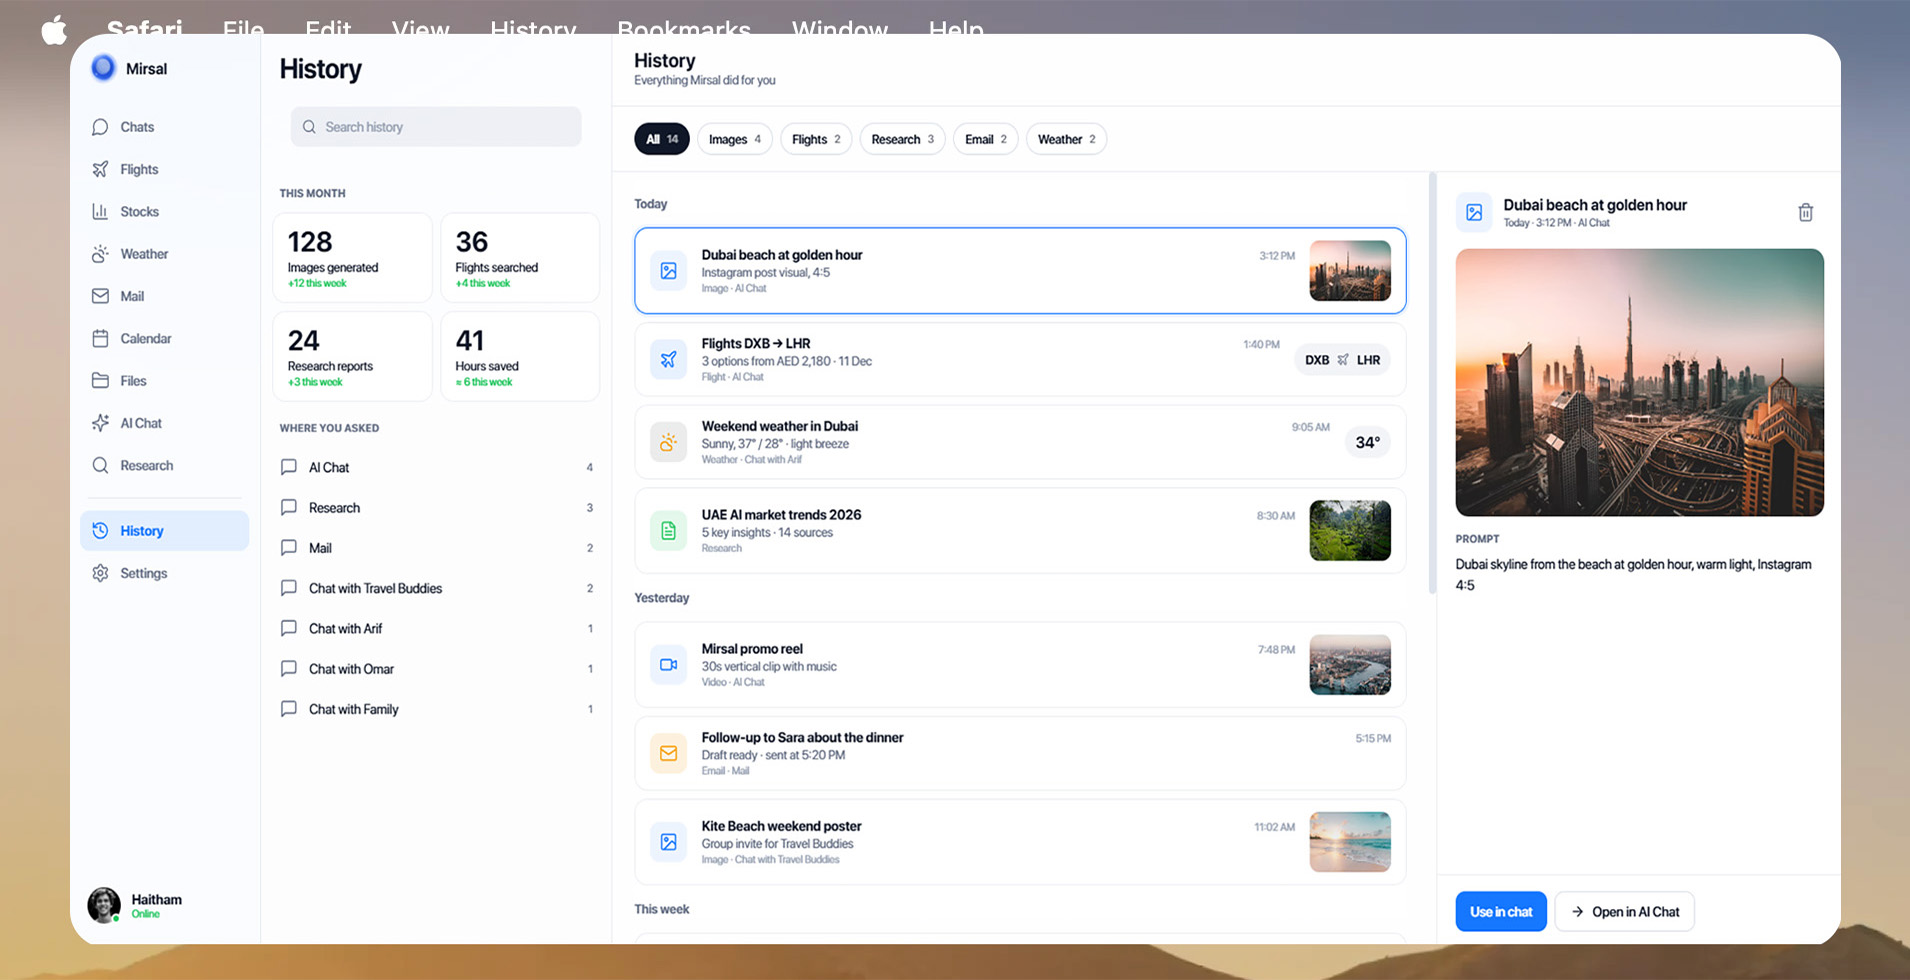 Safari File Edit View History Bookmarks Window Help
Mirsal
Chats
Flights
Stocks
Weather
Mail
Calendar
Files
AI Chat
Research
History
Settings
Haitham
Online
History
Search history
THIS MONTH
128
Images generated
+12 this week
36
Flights searched
+4 this week
24
Research reports
+3 this week
41
Hours saved
≈ 6 this week
WHERE YOU ASKED
AI Chat 4
Research 3
Mail 2
Chat with Travel Buddies 2
Chat with Arif 1
Chat with Omar 1
Chat with Family 1
History
Everything Mirsal did for you
All 14 Images 4 Flights 2 Research 3 Email 2 Weather 2
Today
Dubai beach at golden hour 3:12 PM
Instagram post visual, 4:5
Image · AI Chat
Flights DXB → LHR 1:40 PM
3 options from AED 2,180 · 11 Dec
Flight · AI Chat
DXB LHR
Weekend weather in Dubai 9:05 AM
Sunny, 37° / 28° · light breeze
Weather · Chat with Arif
34°
UAE AI market trends 2026 8:30 AM
5 key insights · 14 sources
Research
Yesterday
Mirsal promo reel 7:48 PM
30s vertical clip with music
Video · AI Chat
Follow-up to Sara about the dinner 5:15 PM
Draft ready · sent at 5:20 PM
Email · Mail
Kite Beach weekend poster 11:02 AM
Group invite for Travel Buddies
Image · Chat with Travel Buddies
This week
Dubai beach at golden hour
Today · 3:12 PM · AI Chat
PROMPT
Dubai skyline from the beach at golden hour, warm light, Instagram
4:5
Use in chat
→ Open in AI Chat